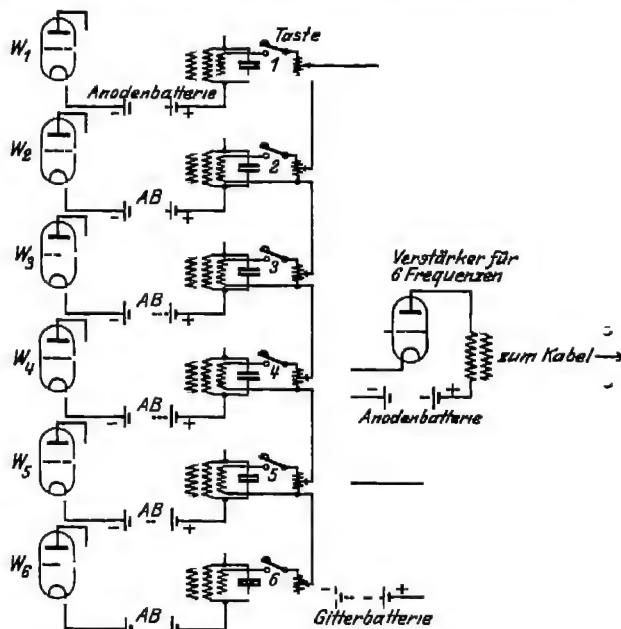 W1
Taste
1
Anodenbatterie
- +
W2
2
AB
- +
W3
3
AB
- +
Verstärker für
6 Frequenzen
W4
4
zum Kabel
AB
- +
- +
Anodenbatterie
W5
5
AB
- +
W6
6
- +
Gitterbatterie
AB
- +